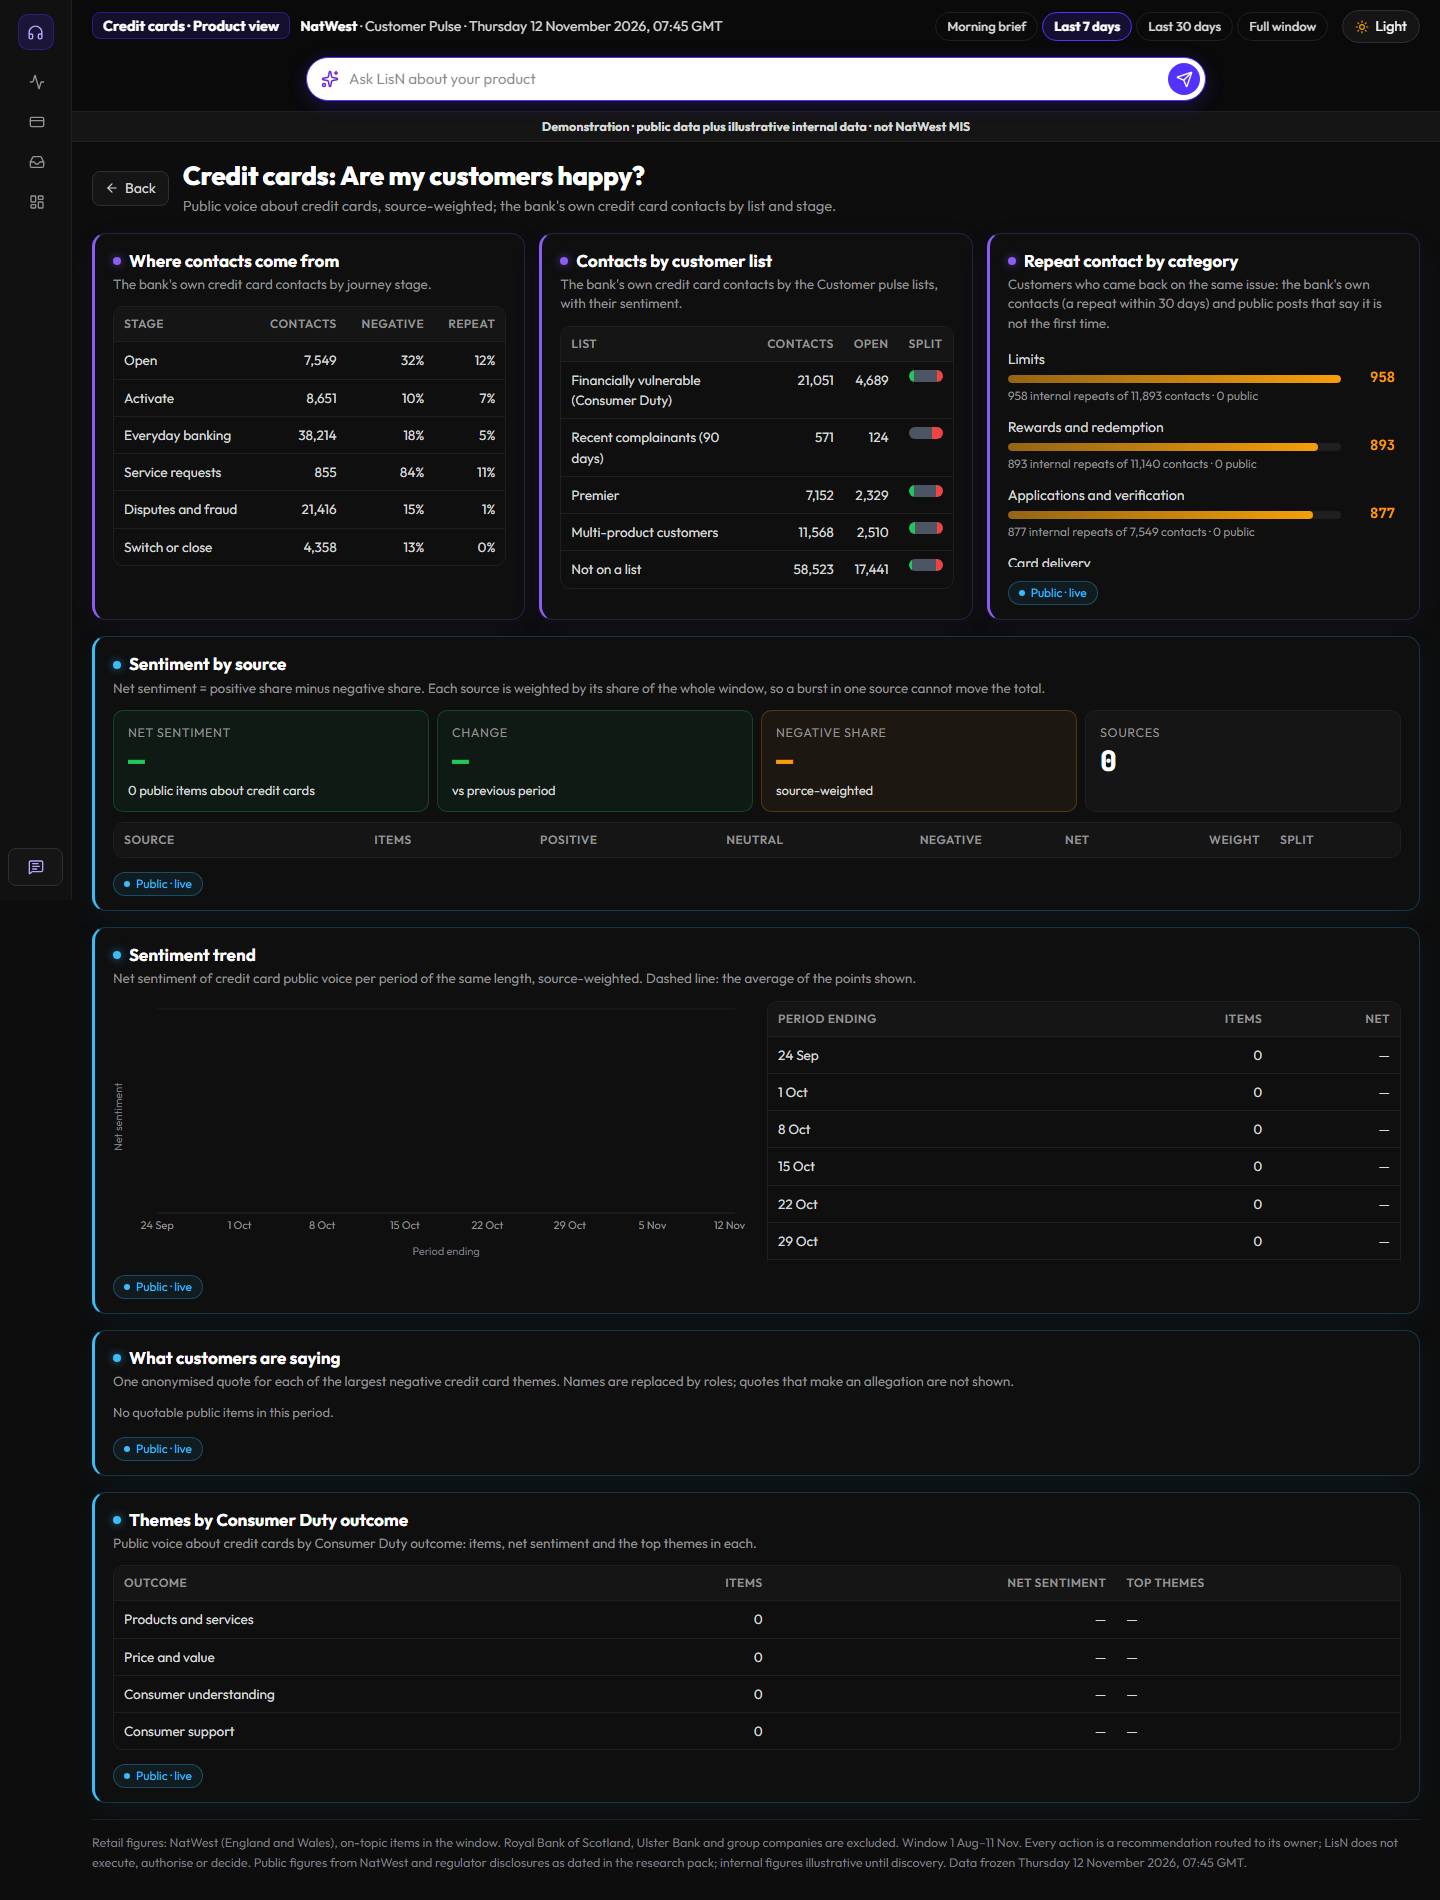 Credit cards · Product view
NatWest · Customer Pulse · Thursday 12 November 2026, 07:45 GMT
Morning brief
Last 7 days
Last 30 days
Full window
Light
Ask LisN about your product
Demonstration · public data plus illustrative internal data · not NatWest MIS
Back
Credit cards: Are my customers happy?
Public voice about credit cards, source-weighted; the bank's own credit card contacts by list and stage.
Where contacts come from
The bank's own credit card contacts by journey stage.
STAGE CONTACTS NEGATIVE REPEAT
Open 7,549 32% 12%
Activate 8,651 10% 7%
Everyday banking 38,214 18% 5%
Service requests 855 84% 11%
Disputes and fraud 21,416 15% 1%
Switch or close 4,358 13% 0%
Contacts by customer list
The bank's own credit card contacts by the Customer pulse lists,
with their sentiment.
LIST CONTACTS OPEN SPLIT
Financially vulnerable 21,051 4,689
(Consumer Duty)
Recent complainants (90 571 124
days)
Premier 7,152 2,329
Multi-product customers 11,568 2,510
Not on a list 58,523 17,441
Repeat contact by category
Customers who came back on the same issue: the bank's own
contacts (a repeat within 30 days) and public posts that say it is
not the first time.
Limits
958
958 internal repeats of 11,893 contacts · 0 public
Rewards and redemption
893
893 internal repeats of 11,140 contacts · 0 public
Applications and verification
877
877 internal repeats of 7,549 contacts · 0 public
Card delivery
Public · live
Sentiment by source
Net sentiment = positive share minus negative share. Each source is weighted by its share of the whole window, so a burst in one source cannot move the total.
NET SENTIMENT
—
0 public items about credit cards
CHANGE
—
vs previous period
NEGATIVE SHARE
—
source-weighted
SOURCES
0
SOURCE ITEMS POSITIVE NEUTRAL NEGATIVE NET WEIGHT SPLIT
Public · live
Sentiment trend
Net sentiment of credit card public voice per period of the same length, source-weighted. Dashed line: the average of the points shown.
Net sentiment
24 Sep 1 Oct 8 Oct 15 Oct 22 Oct 29 Oct 5 Nov 12 Nov
Period ending
PERIOD ENDING ITEMS NET
24 Sep 0 —
1 Oct 0 —
8 Oct 0 —
15 Oct 0 —
22 Oct 0 —
29 Oct 0 —
Public · live
What customers are saying
One anonymised quote for each of the largest negative credit card themes. Names are replaced by roles; quotes that make an allegation are not shown.
No quotable public items in this period.
Public · live
Themes by Consumer Duty outcome
Public voice about credit cards by Consumer Duty outcome: items, net sentiment and the top themes in each.
OUTCOME ITEMS NET SENTIMENT TOP THEMES
Products and services 0 — —
Price and value 0 — —
Consumer understanding 0 — —
Consumer support 0 — —
Public · live
Retail figures: NatWest (England and Wales), on-topic items in the window. Royal Bank of Scotland, Ulster Bank and group companies are excluded. Window 1 Aug–11 Nov. Every action is a recommendation routed to its owner; LisN does not
execute, authorise or decide. Public figures from NatWest and regulator disclosures as dated in the research pack; internal figures illustrative until discovery. Data frozen Thursday 12 November 2026, 07:45 GMT.